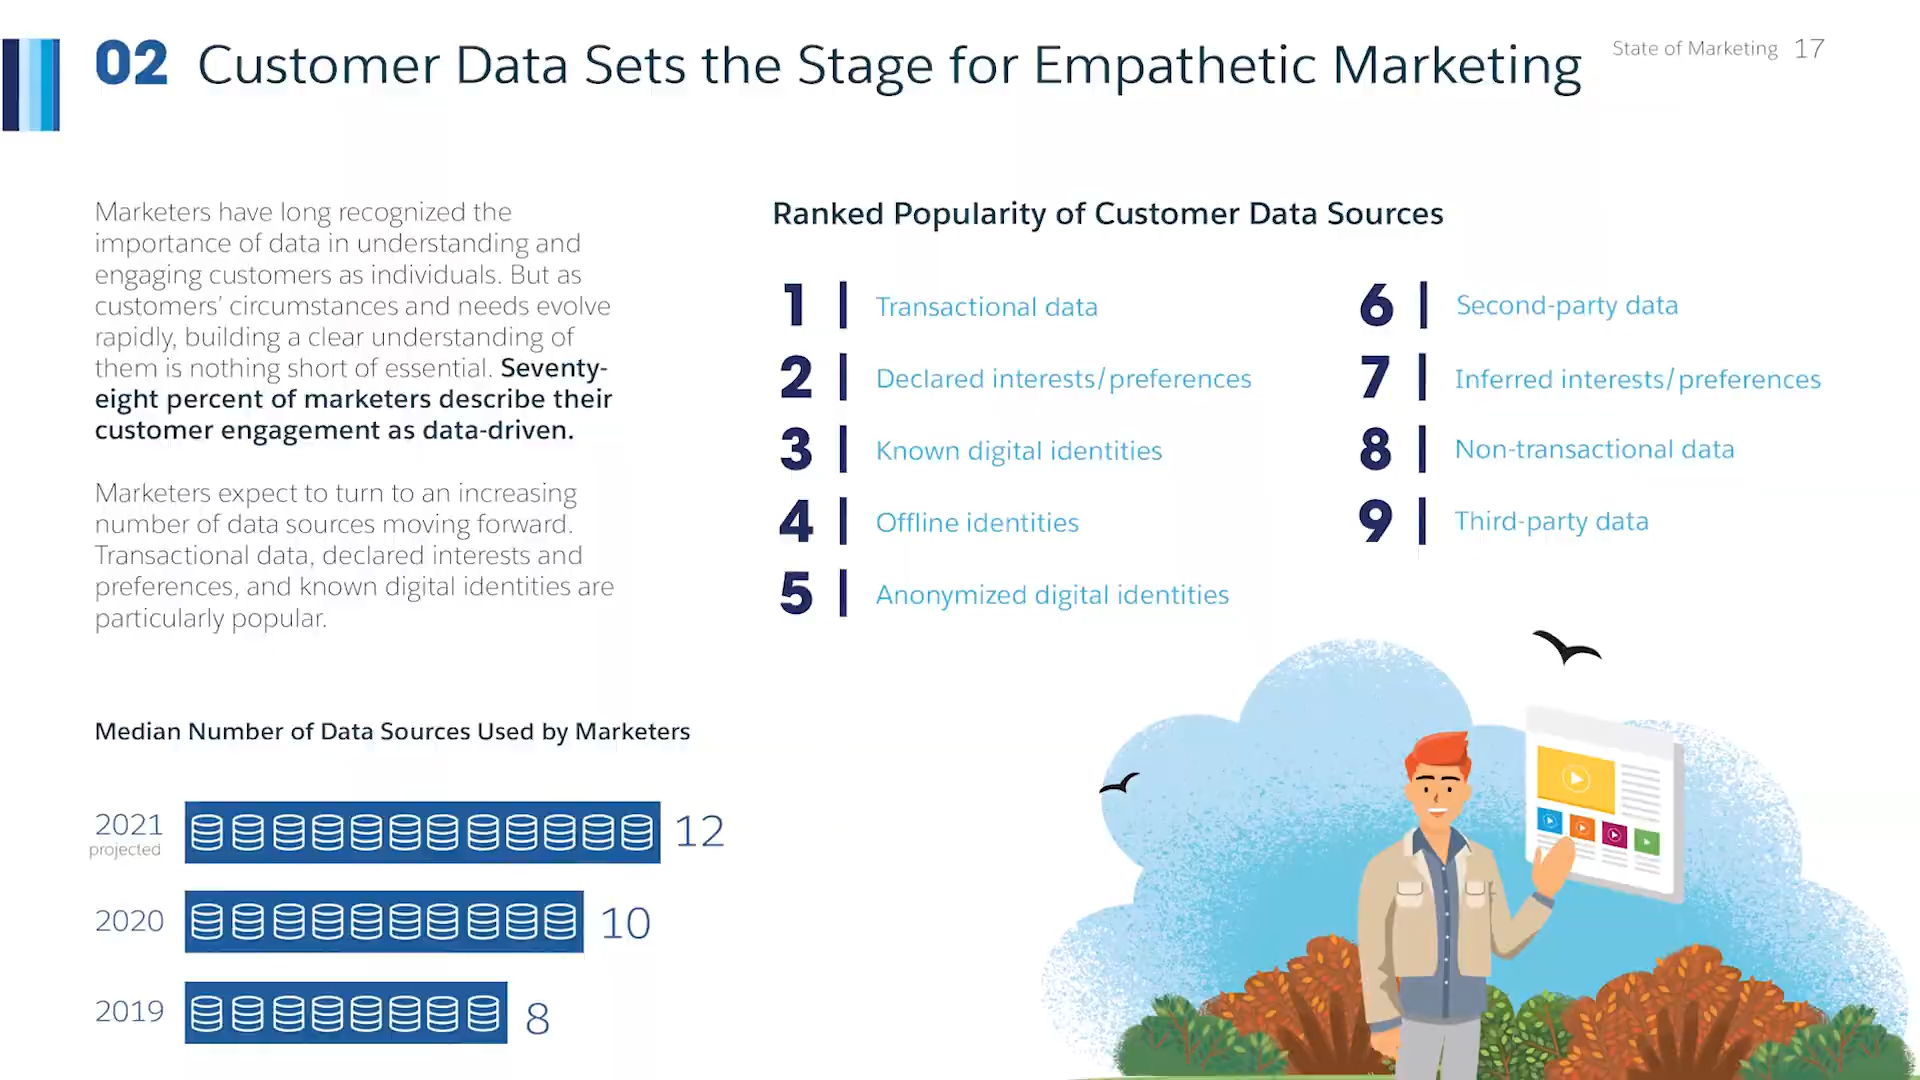 02 Customer Data Sets the Stage for Empathetic Marketing
State of Marketing 17
Marketers have long recognized the
importance of data in understanding and
engaging customers as individuals. But as
customers’ circumstances and needs evolve
rapidly, building a clear understanding of
them is nothing short of essential. Seventy-
eight percent of marketers describe their
customer engagement as data-driven.
Marketers expect to turn to an increasing
number of data sources moving forward.
Transactional data, declared interests and
preferences, and known digital identities are
particularly popular.
Median Number of Data Sources Used by Marketers
2021
projected
12
2020
10
2019
8
Ranked Popularity of Customer Data Sources
1 Transactional data
2 Declared interests/preferences
3 Known digital identities
4 Offline identities
5 Anonymized digital identities
6 Second-party data
7 Inferred interests/preferences
8 Non-transactional data
9 Third-party data